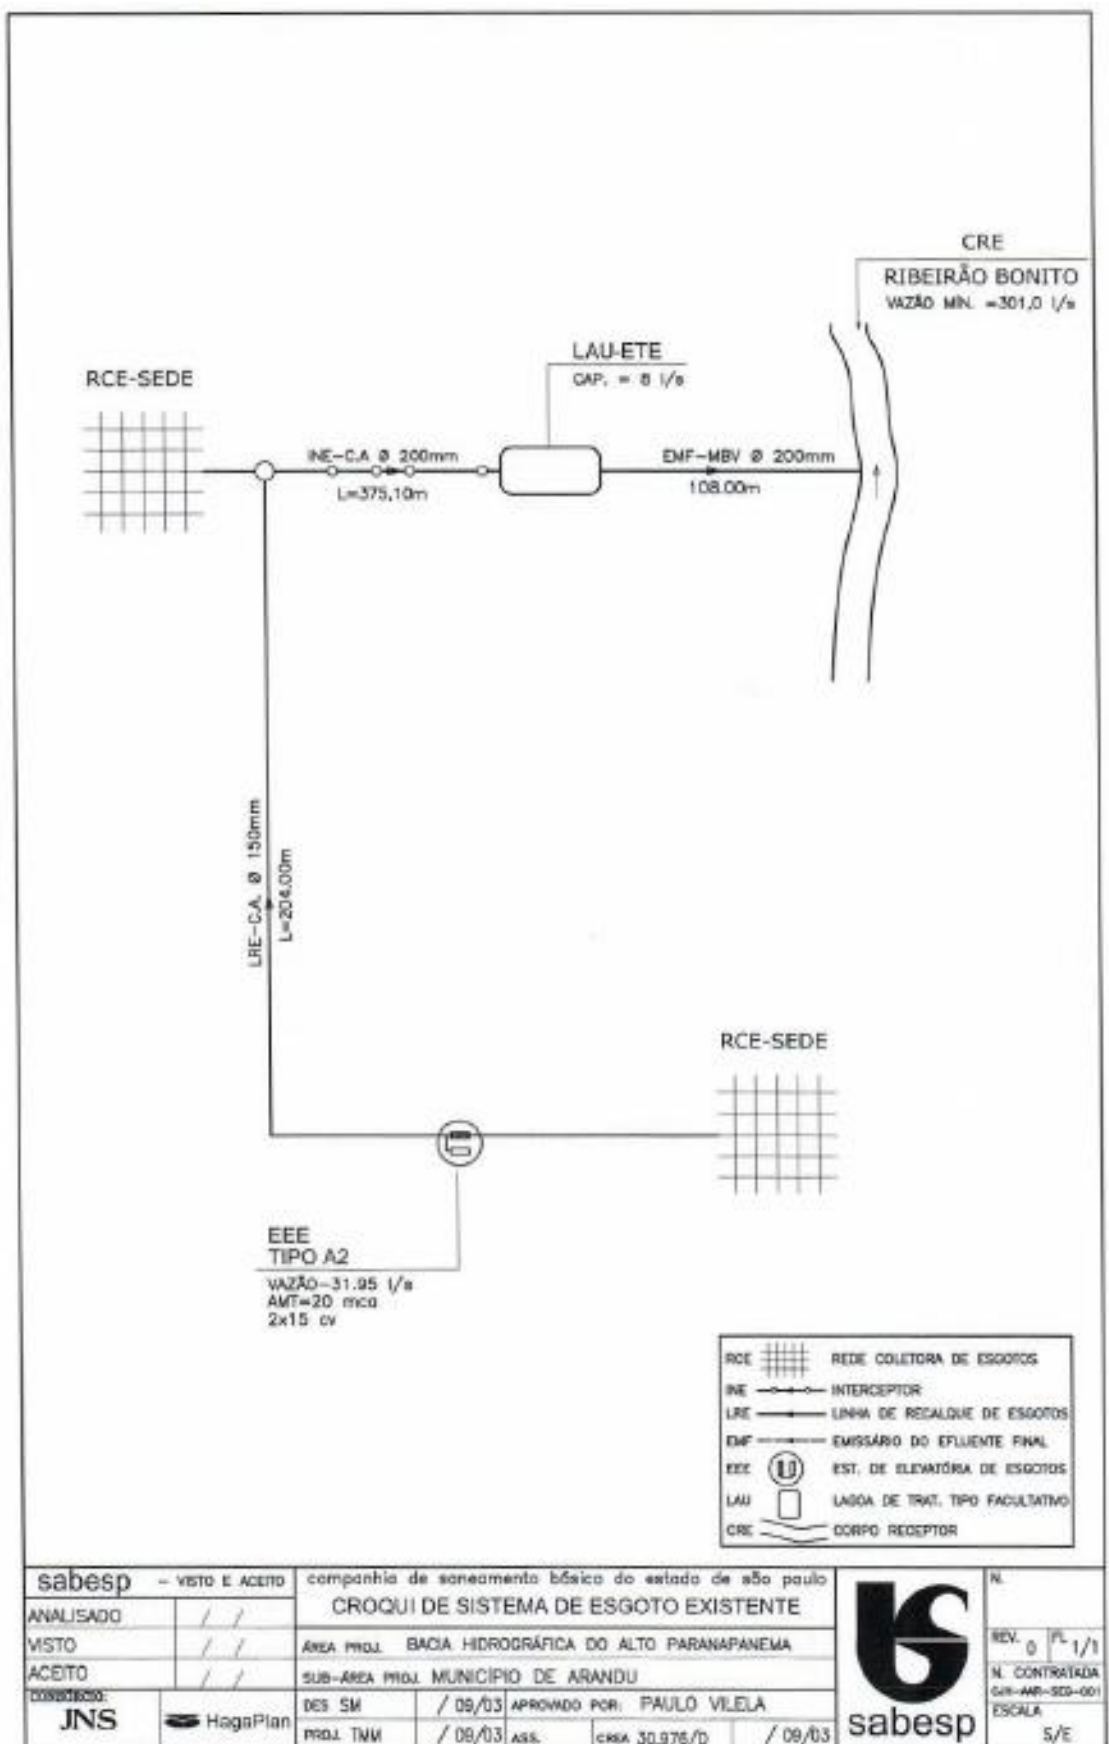 CRE
RIBEIRÃO BONITO
VAZÃO MÍN. =301,0 l/s
LAU-ETE
CAP. = 8 l/s
RCE-SEDE
INE-C.A Ø 200mm
L=375,10m
EMF-MBV Ø 200mm
108.00m
LRE-C.A. Ø 150mm
L=204.00m
RCE-SEDE
EEE
TIPO A2
VAZÃO-31.95 l/s
AMT=20 mca
2x15 cv
RCE REDE COLETORA DE ESGOTOS
INE INTERCEPTOR
LRE LINHA DE RECALQUE DE ESGOTOS
EMF EMISSÁRIO DO EFLUENTE FINAL
EEE EST. DE ELEVATÓRIA DE ESGOTOS
LAU LAGOA DE TRAT. TIPO FACULTATIVO
CRE CORPO RECEPTOR
sabesp - VISTO E ACEITO
ANALISADO / /
VISTO / /
ACEITO / /
CONSÓRCIO:
JNS HagaPlan
companhia de saneamento básico do estado de são paulo
CROQUI DE SISTEMA DE ESGOTO EXISTENTE
ÁREA PROJ. BACIA HIDROGRÁFICA DO ALTO PARANAPANEMA
SUB-ÁREA PROJ. MUNICÍPIO DE ARANDU
DES SM / 09/03 APROVADO POR: PAULO VILELA
PROJ. TMM / 09/03 ASS. CREA 30.976/D / 09/03
sabesp
N.
REV. 0 FL. 1/1
N. CONTRATADA
ESCALA
S/E